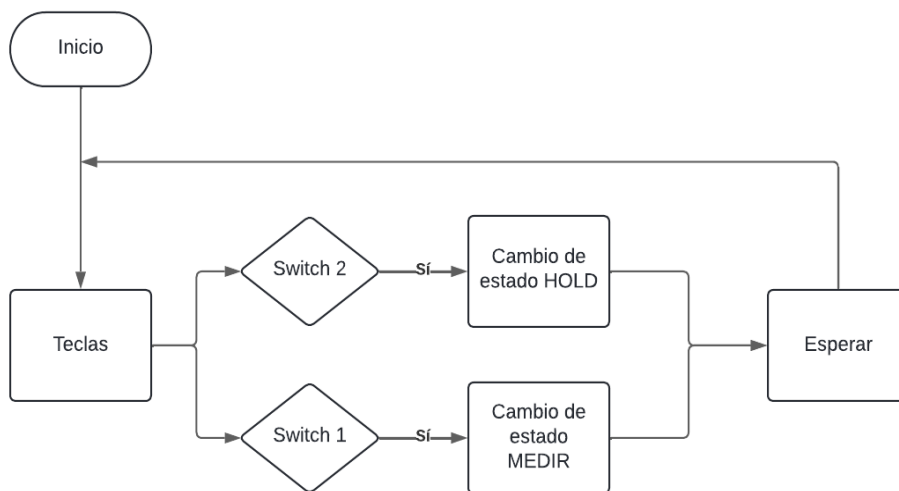 Inicio
Switch 2
Sí
Cambio de
estado HOLD
Teclas
Esperar
Switch 1
Sí
Cambio de
estado
MEDIR